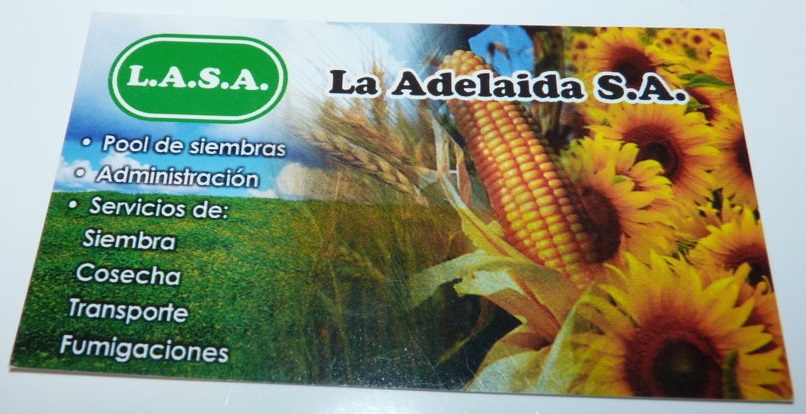 L.A.S.A.
La Adelaida S.A.
• Pool de siembras
• Administración
• Servicios de:
Siembra
Cosecha
Transporte
Fumigaciones